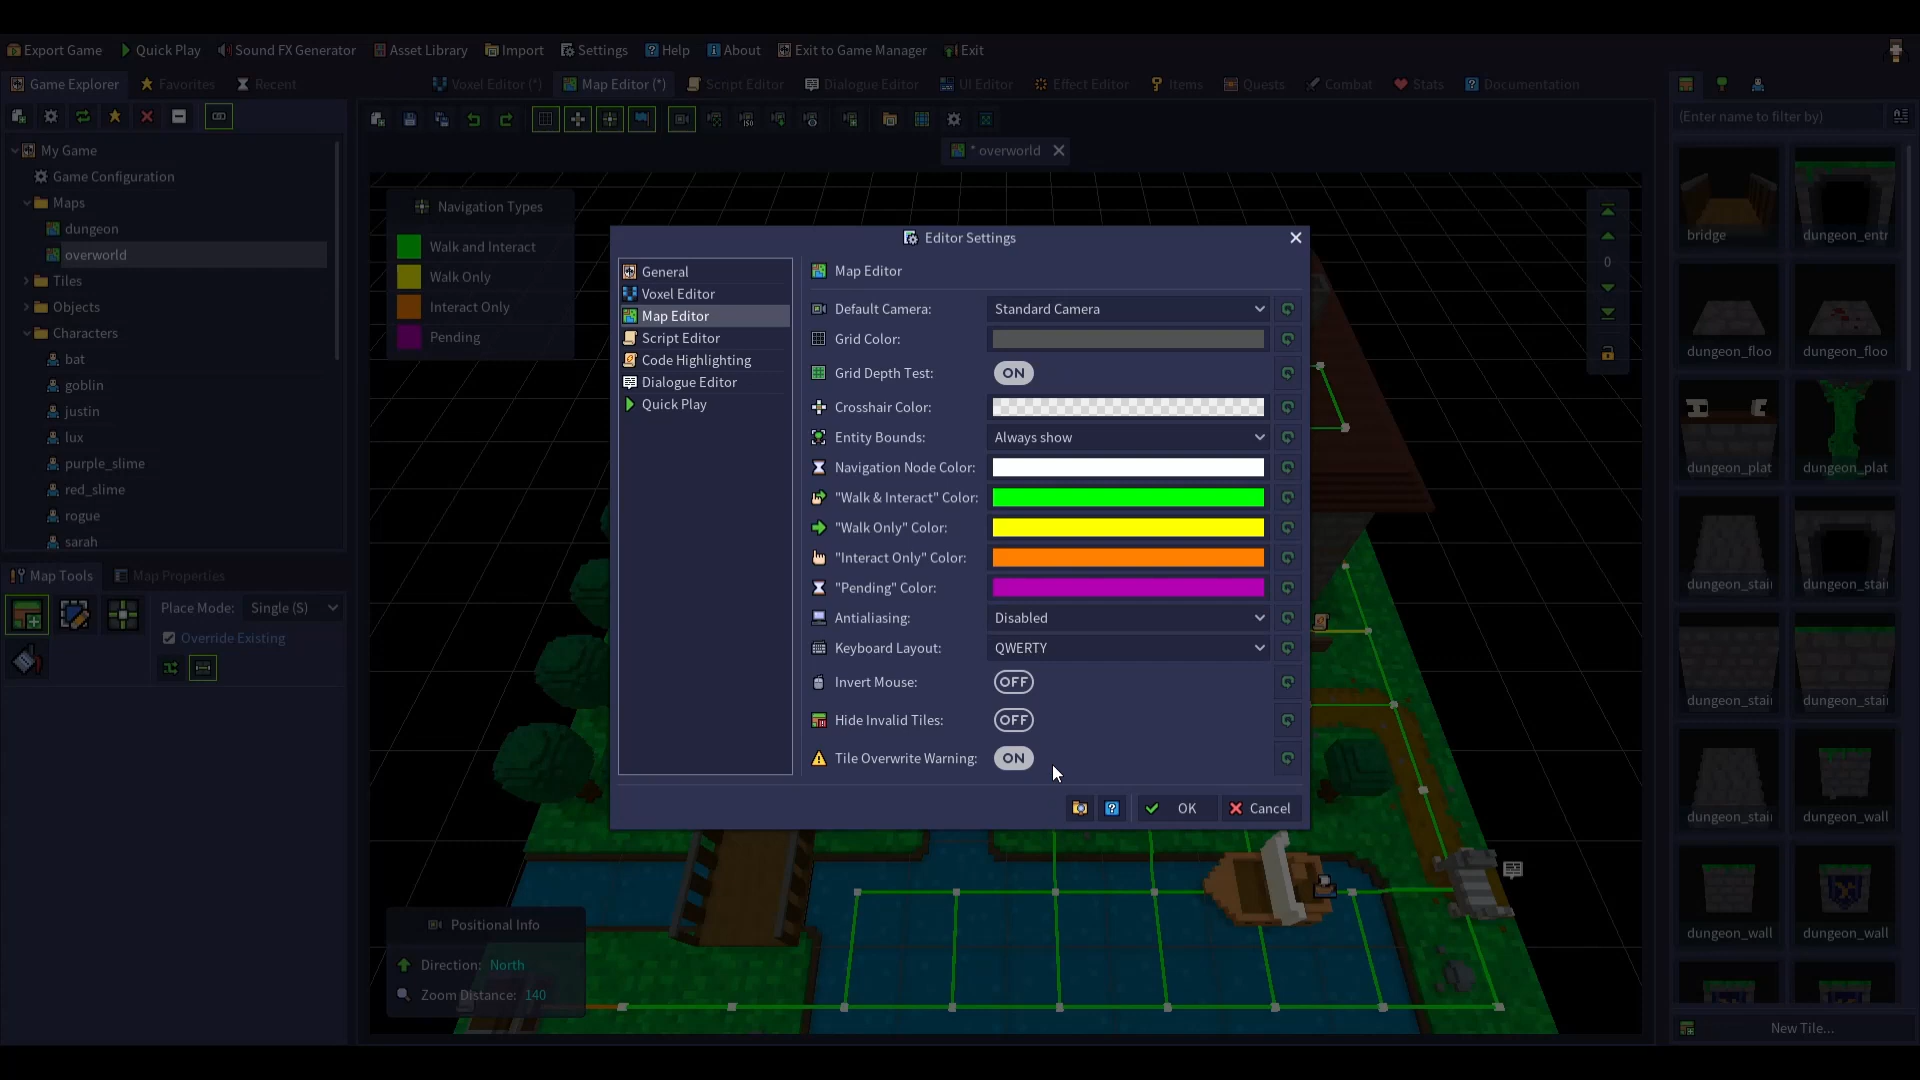 Export Game Quick Play Sound FX Generator Asset Library Import Settings Help About Exit to Game Manager Exit
Game Explorer Favorites Recent Voxel Editor (*) Map Editor (*) Script Editor Dialogue Editor UI Editor Effect Editor Items Quests Combat Stats Documentation
(Enter name to filter by)
* overworld
My Game
Game Configuration
Maps
dungeon
overworld
Tiles
Objects
Characters
bat
goblin
justin
lux
purple_slime
red_slime
rogue
sarah
Map Tools Map Properties
Place Mode: Single (S)
Override Existing
Navigation Types
Walk and Interact
Walk Only
Interact Only
Pending
Positional Info
Direction: North
Zoom Distance: 140
Editor Settings
General
Voxel Editor
Map Editor
Script Editor
Code Highlighting
Dialogue Editor
Quick Play
Map Editor
Default Camera: Standard Camera
Grid Color:
Grid Depth Test: ON
Crosshair Color:
Entity Bounds: Always show
Navigation Node Color:
"Walk & Interact" Color:
"Walk Only" Color:
"Interact Only" Color:
"Pending" Color:
Antialiasing: Disabled
Keyboard Layout: QWERTY
Invert Mouse: OFF
Hide Invalid Tiles: OFF
Tile Overwrite Warning: ON
OK Cancel
0
bridge dungeon_entr
dungeon_floo dungeon_floo
dungeon_plat dungeon_plat
dungeon_stair dungeon_stair
dungeon_stair dungeon_stair
dungeon_stair dungeon_wall
dungeon_wall dungeon_wall
New Tile...